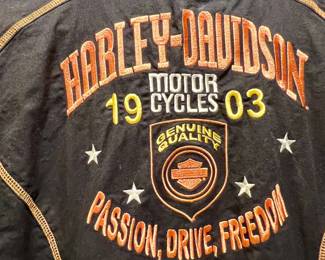 HARLEY-DAVIDSON
MOTOR
19 CYCLES 03
GENUINE
QUALITY
PASSION, DRIVE, FREEDOM